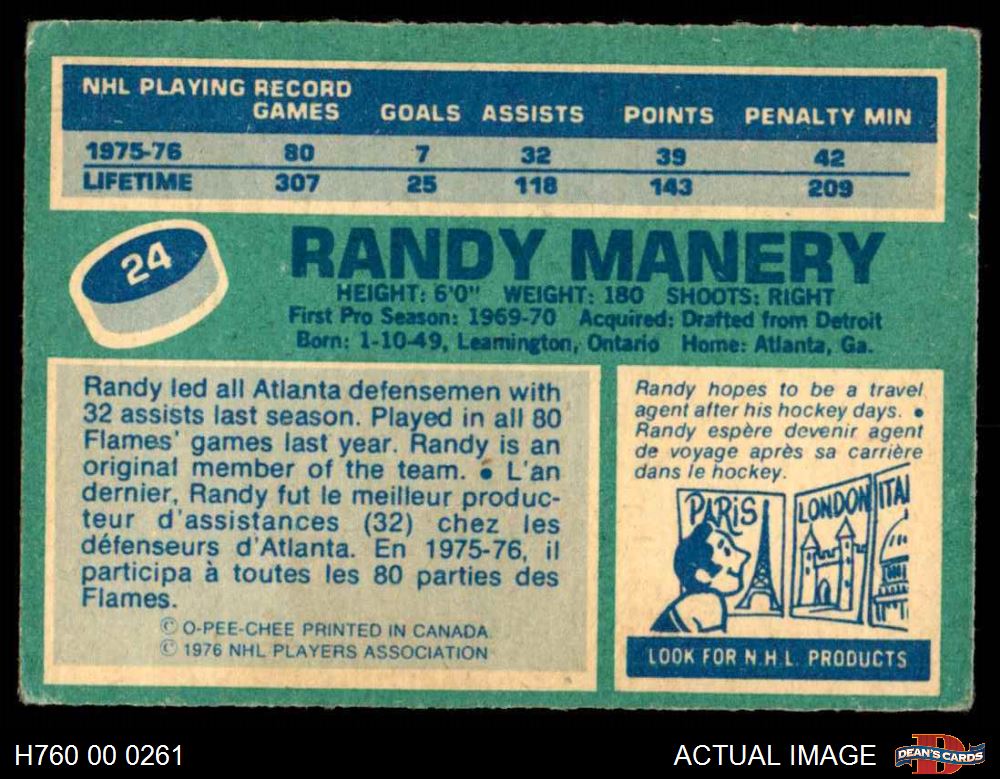 NHL PLAYING RECORD
GAMES GOALS ASSISTS POINTS PENALTY MIN
1975-76 80 7 32 39 42
LIFETIME 307 25 118 143 209
24
RANDY MANERY
HEIGHT: 6'0" WEIGHT: 180 SHOOTS: RIGHT
First Pro Season: 1969-70 Acquired: Drafted from Detroit
Born: 1-10-49, Leamington, Ontario Home: Atlanta, Ga.
Randy led all Atlanta defensemen with
32 assists last season. Played in all 80
Flames' games last year. Randy is an
original member of the team. ● L'an
dernier, Randy fut le meilleur produc-
teur d'assistances (32) chez les
défenseurs d'Atlanta. En 1975-76, il
participa à toutes les 80 parties des
Flames.
© O-PEE-CHEE PRINTED IN CANADA
© 1976 NHL PLAYERS ASSOCIATION
Randy hopes to be a travel
agent after his hockey days. ●
Randy espère devenir agent
de voyage après sa carrière
dans le hockey.
PARIS LONDON ITAI
LOOK FOR N.H.L. PRODUCTS
H760 00 0261
ACTUAL IMAGE
DEAN'S CARDS